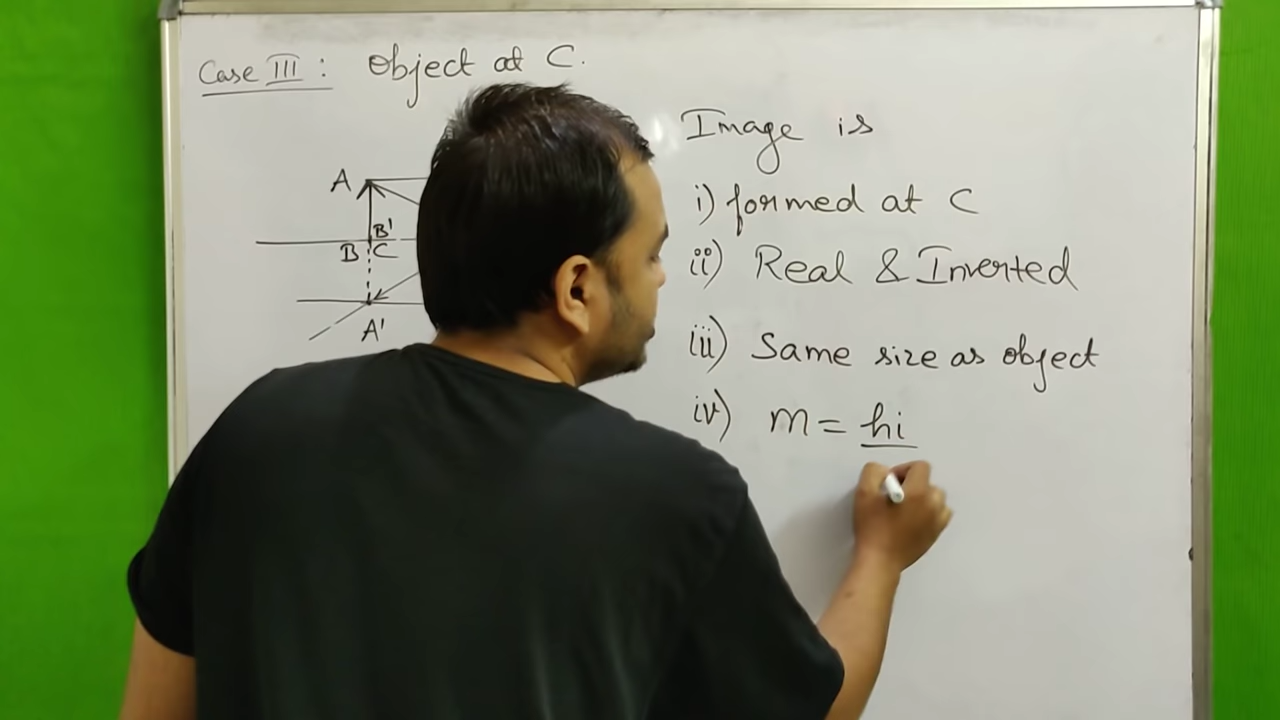 Case III : Object at C.
Image is
i) formed at C
ii) Real & Inverted
iii) Same size as object
iv) m = hi
A
B'
B C
A'